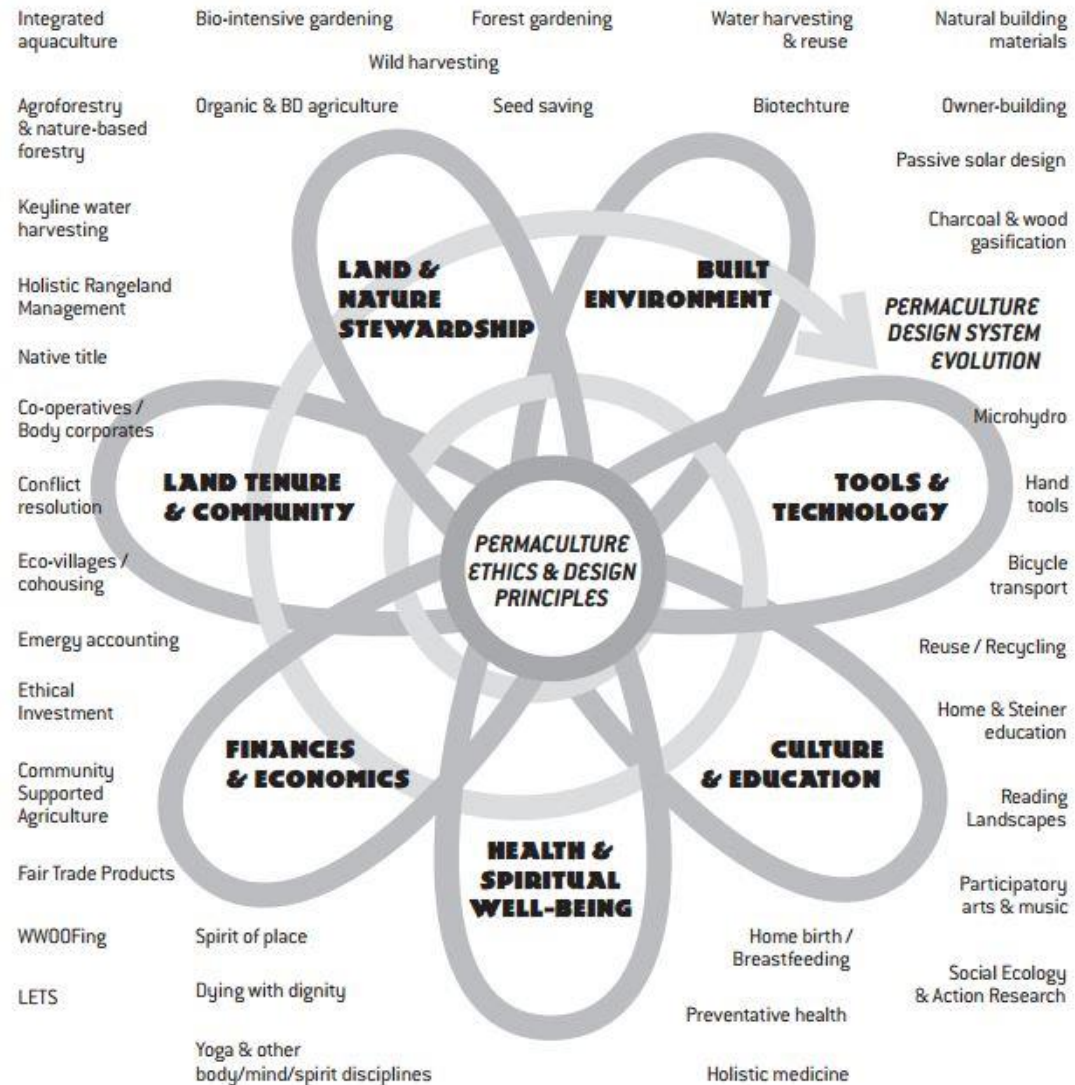 Integrated
aquaculture
Bio-intensive gardening
Forest gardening
Water harvesting
& reuse
Natural building
materials
Wild harvesting
Agroforestry
& nature-based
forestry
Organic & BD agriculture
Seed saving
Biotechture
Owner-building
Passive solar design
Keyline water
harvesting
Charcoal & wood
gasification
LAND &
NATURE
STEWARDSHIP
BUILT
ENVIRONMENT
Holistic Rangeland
Management
PERMACULTURE
DESIGN SYSTEM
EVOLUTION
Native title
Co-operatives /
Body corporates
Microhydro
Conflict
resolution
LAND TENURE
& COMMUNITY
TOOLS &
TECHNOLOGY
Hand
tools
PERMACULTURE
ETHICS & DESIGN
PRINCIPLES
Eco-villages /
cohousing
Bicycle
transport
Emergy accounting
Reuse / Recycling
Ethical
Investment
Home & Steiner
education
FINANCES
& ECONOMICS
CULTURE
& EDUCATION
Community
Supported
Agriculture
Reading
Landscapes
HEALTH &
SPIRITUAL
WELL-BEING
Fair Trade Products
Participatory
arts & music
WWOOFing
Spirit of place
Home birth /
Breastfeeding
Social Ecology
& Action Research
LETS
Dying with dignity
Preventative health
Yoga & other
body/mind/spirit disciplines
Holistic medicine